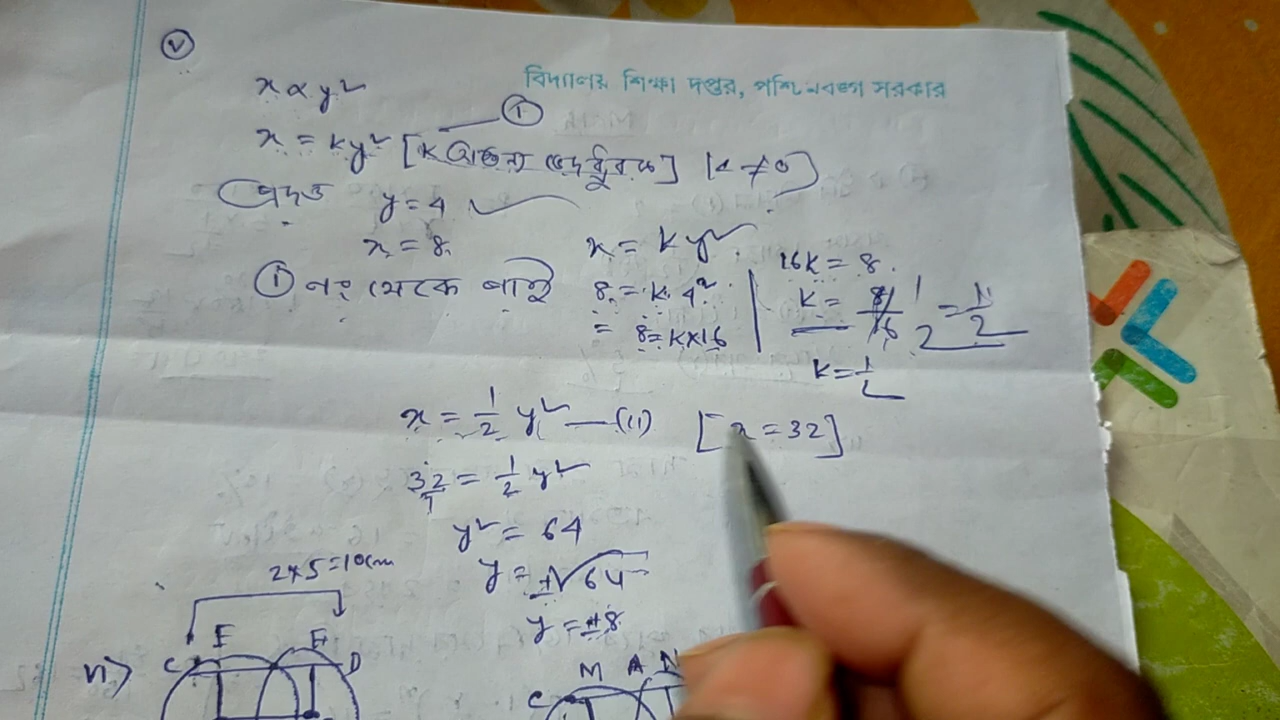 (v)
বিদ্যালয় শিক্ষা দপ্তর, পশ্চিমবঙ্গ সরকার
x ∝ y²
x = ky² [k অশূন্য ভেদ ধ্রুবক] [k ≠ 0] — (i)
প্রদত্ত y = 4
x = 8
(i) নং থেকে পাই
x = ky²
8 = k. 4²
= 8 = k×16
16k = 8
k = 8/16 = 1/2
k = 1/2
x = 1/2 y² — (ii) [x = 32]
32/1 = 1/2 y²
y² = 64
y = ±√64
y = ±8
2×5=10cm
vi)
C E F D
C M A N